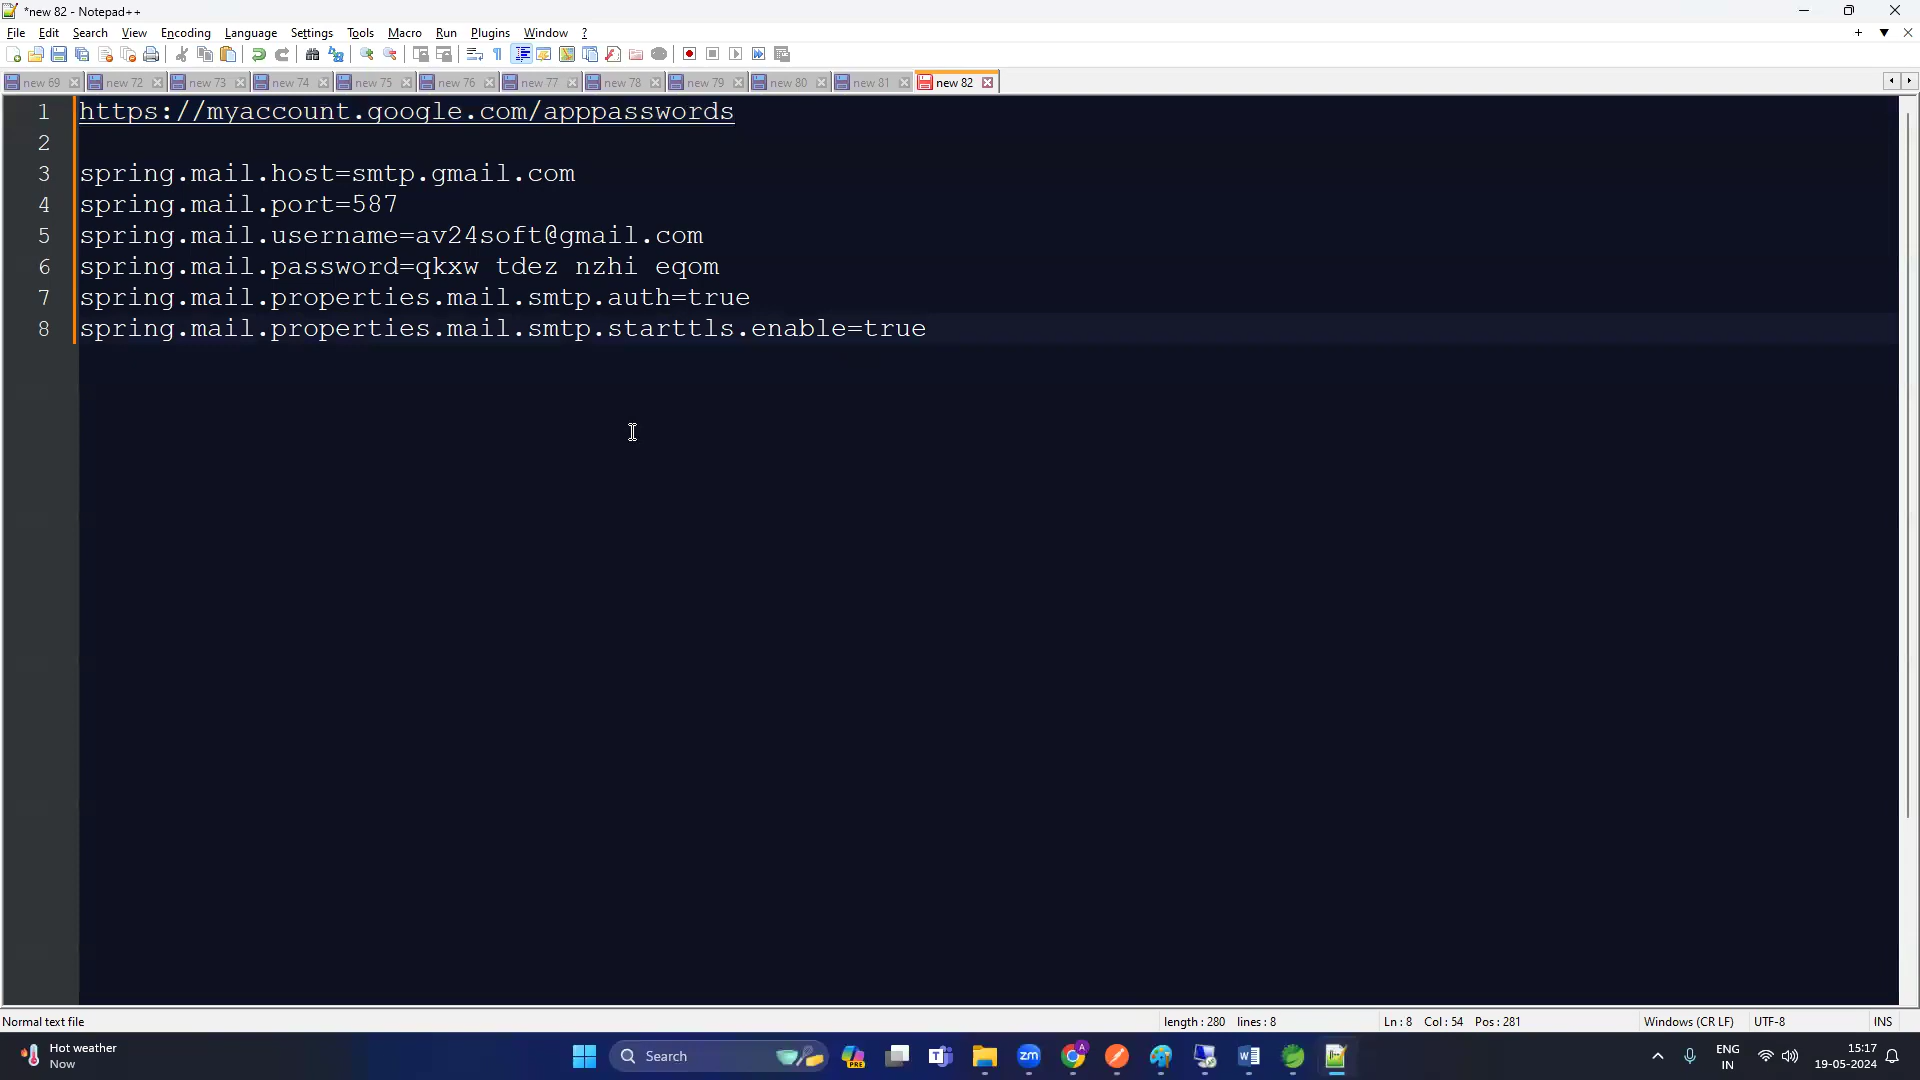 *new 82 - Notepad++
File Edit Search View Encoding Language Settings Tools Macro Run Plugins Window ?
new 69 new 72 new 73 new 74 new 75 new 76 new 77 new 78 new 79 new 80 new 81 new 82
1 https://myaccount.google.com/apppasswords
2
3 spring.mail.host=smtp.gmail.com
4 spring.mail.port=587
5 spring.mail.username=av24soft@gmail.com
6 spring.mail.password=qkxw tdez nzhi eqom
7 spring.mail.properties.mail.smtp.auth=true
8 spring.mail.properties.mail.smtp.starttls.enable=true
Normal text file length : 280 lines : 8 Ln : 8 Col : 54 Pos : 281 Windows (CR LF) UTF-8 INS
Hot weather
Now
Search
PRE
zm
A
ENG
IN
15:17
19-05-2024